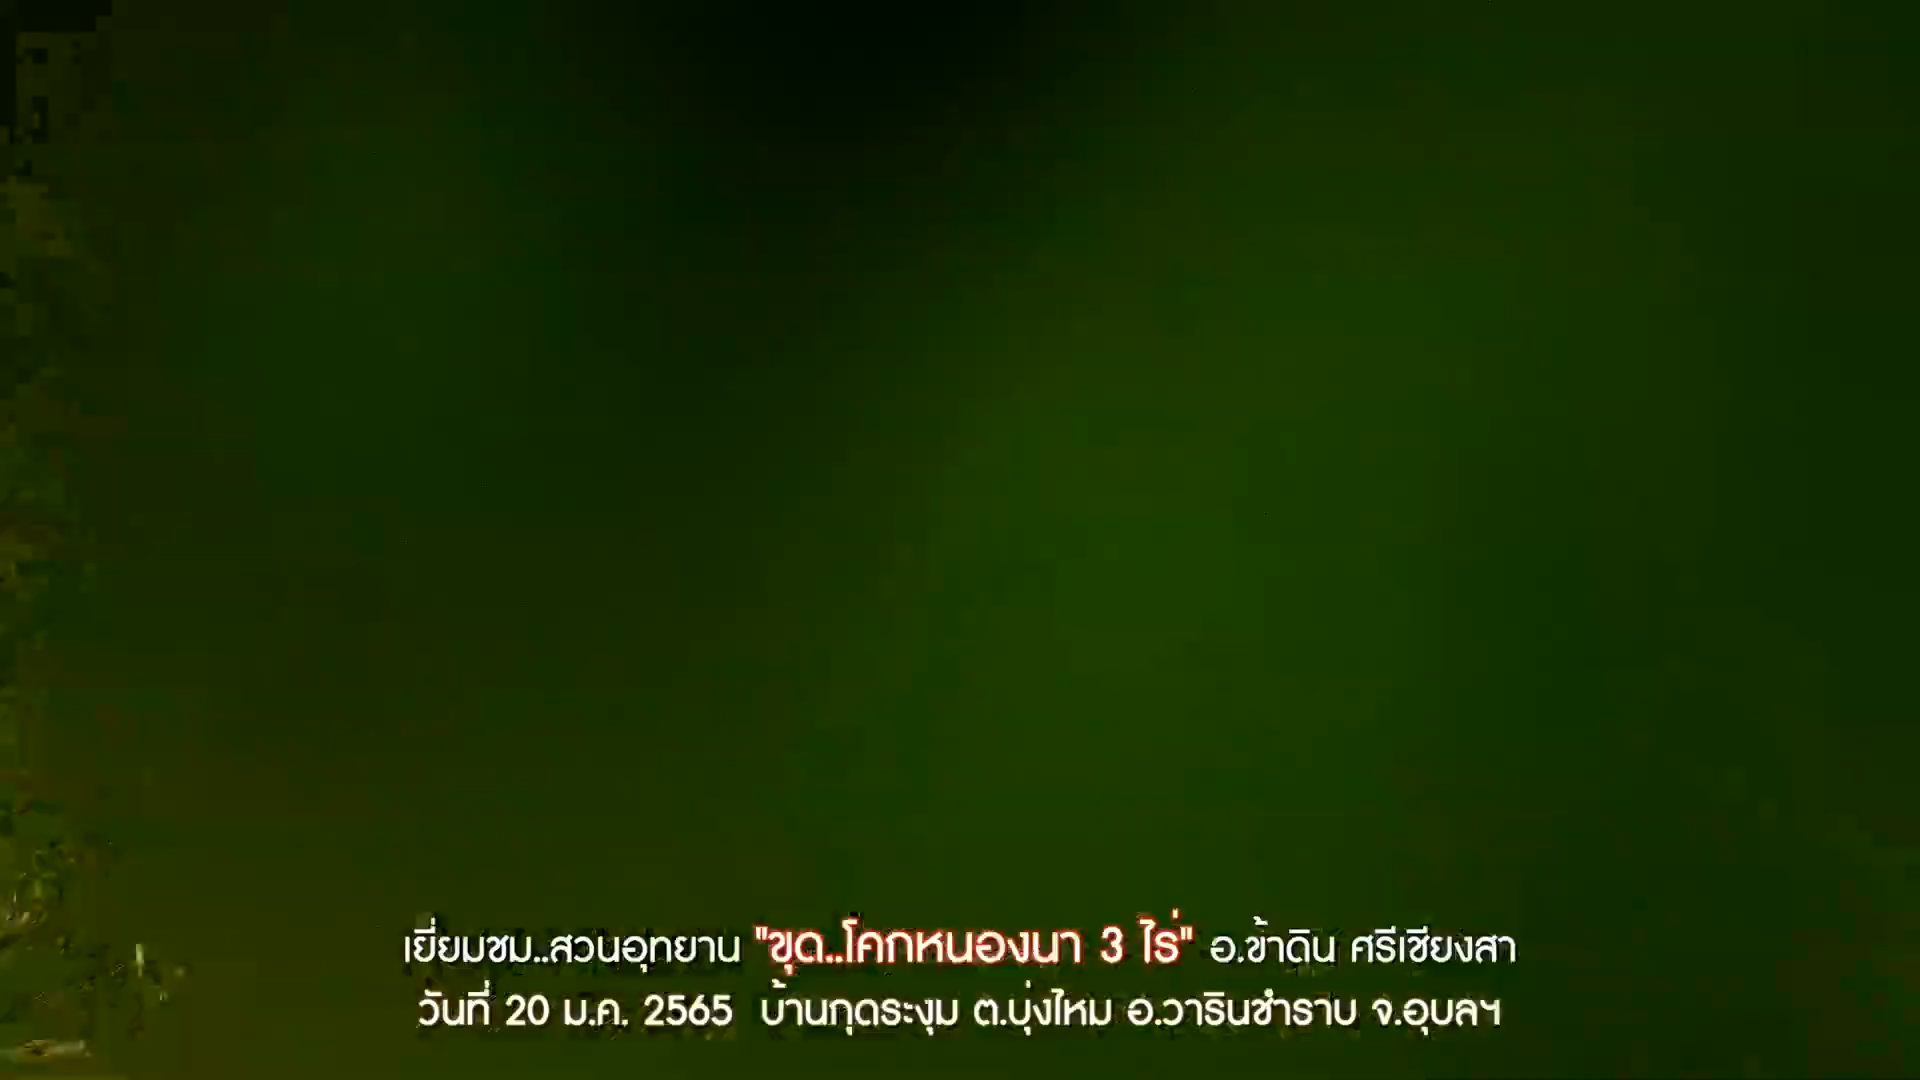 เยี่ยมชม..สวนอุทยาน "ขุด..โคกหนองนา 3 ไร่" อ.ข้าดิน ศรีเชียงสา
วันที่ 20 ม.ค. 2565 บ้านกุดระงุม ต.บุ่งไหม อ.วารินชำราบ จ.อุบลฯ